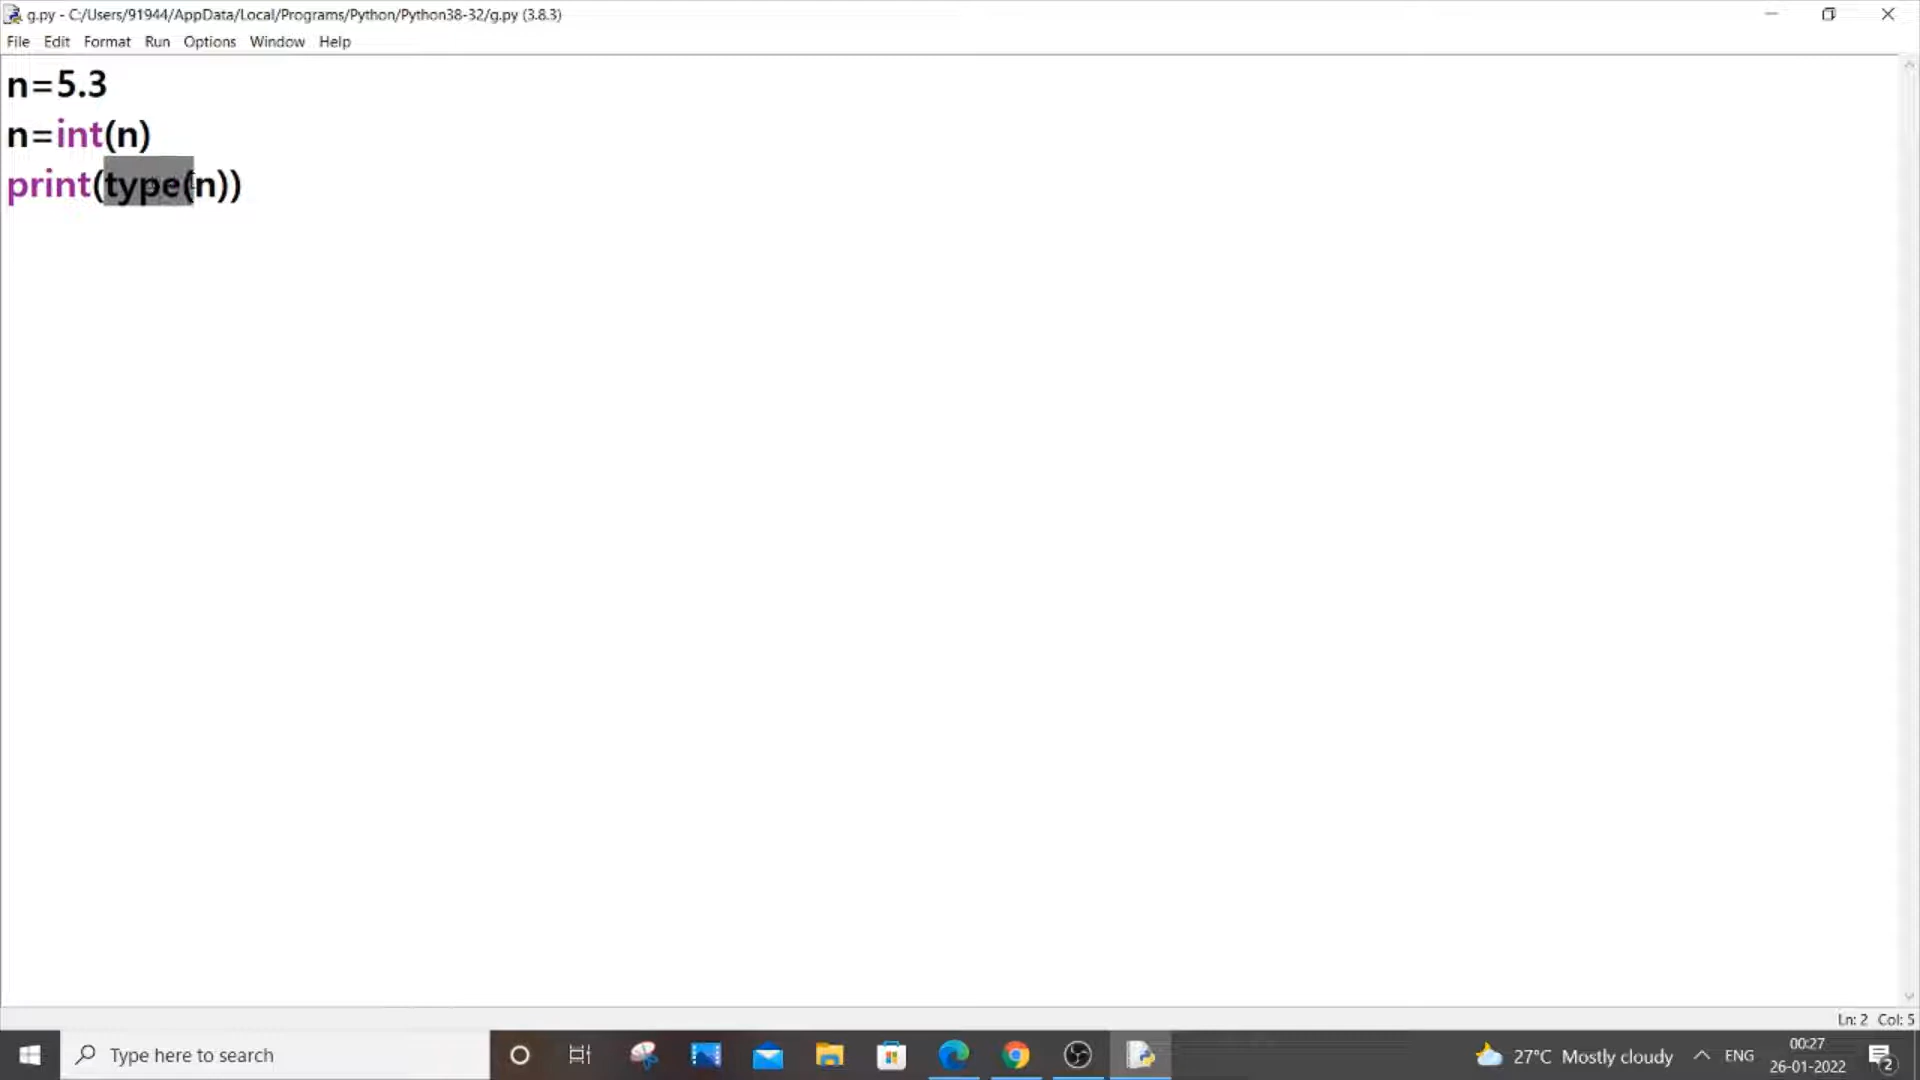 g.py - C:/Users/91944/AppData/Local/Programs/Python/Python38-32/g.py (3.8.3)
File Edit Format Run Options Window Help
n=5.3
n=int(n)
print(type(n))
Ln: 2 Col: 5
Type here to search
27°C Mostly cloudy
ENG
00:27
26-01-2022
2